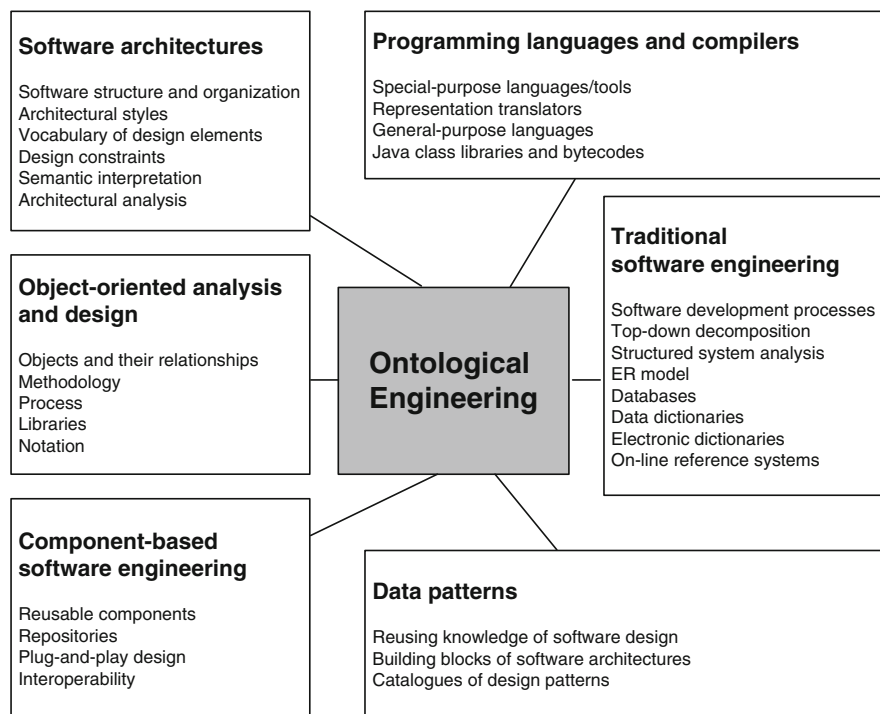 Software architectures
Software structure and organization
Architectural styles
Vocabulary of design elements
Design constraints
Semantic interpretation
Architectural analysis
Programming languages and compilers
Special-purpose languages/tools
Representation translators
General-purpose languages
Java class libraries and bytecodes
Object-oriented analysis
and design
Objects and their relationships
Methodology
Process
Libraries
Notation
Ontological
Engineering
Traditional
software engineering
Software development processes
Top-down decomposition
Structured system analysis
ER model
Databases
Data dictionaries
Electronic dictionaries
On-line reference systems
Component-based
software engineering
Reusable components
Repositories
Plug-and-play design
Interoperability
Data patterns
Reusing knowledge of software design
Building blocks of software architectures
Catalogues of design patterns